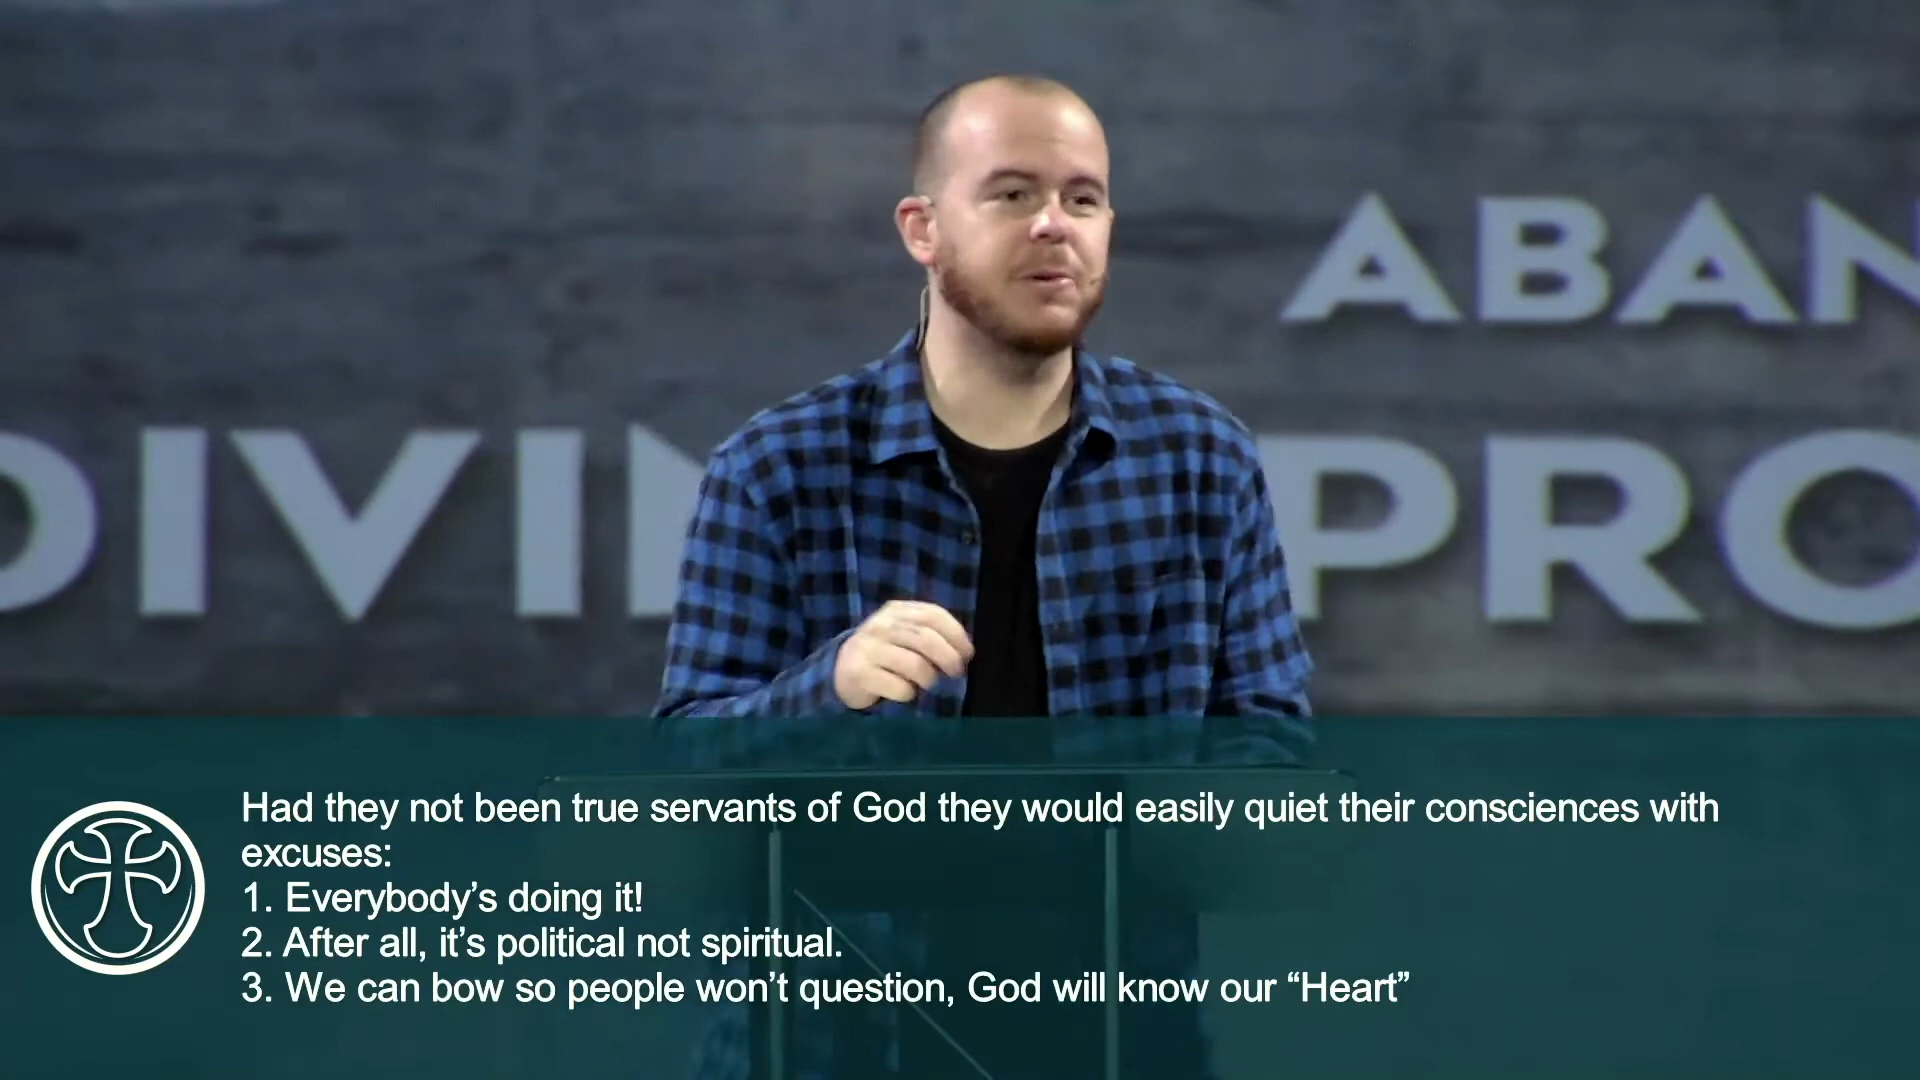 ABAN
DIVIN
PRO
Had they not been true servants of God they would easily quiet their consciences with
excuses:
1. Everybody’s doing it!
2. After all, it’s political not spiritual.
3. We can bow so people won’t question, God will know our “Heart”